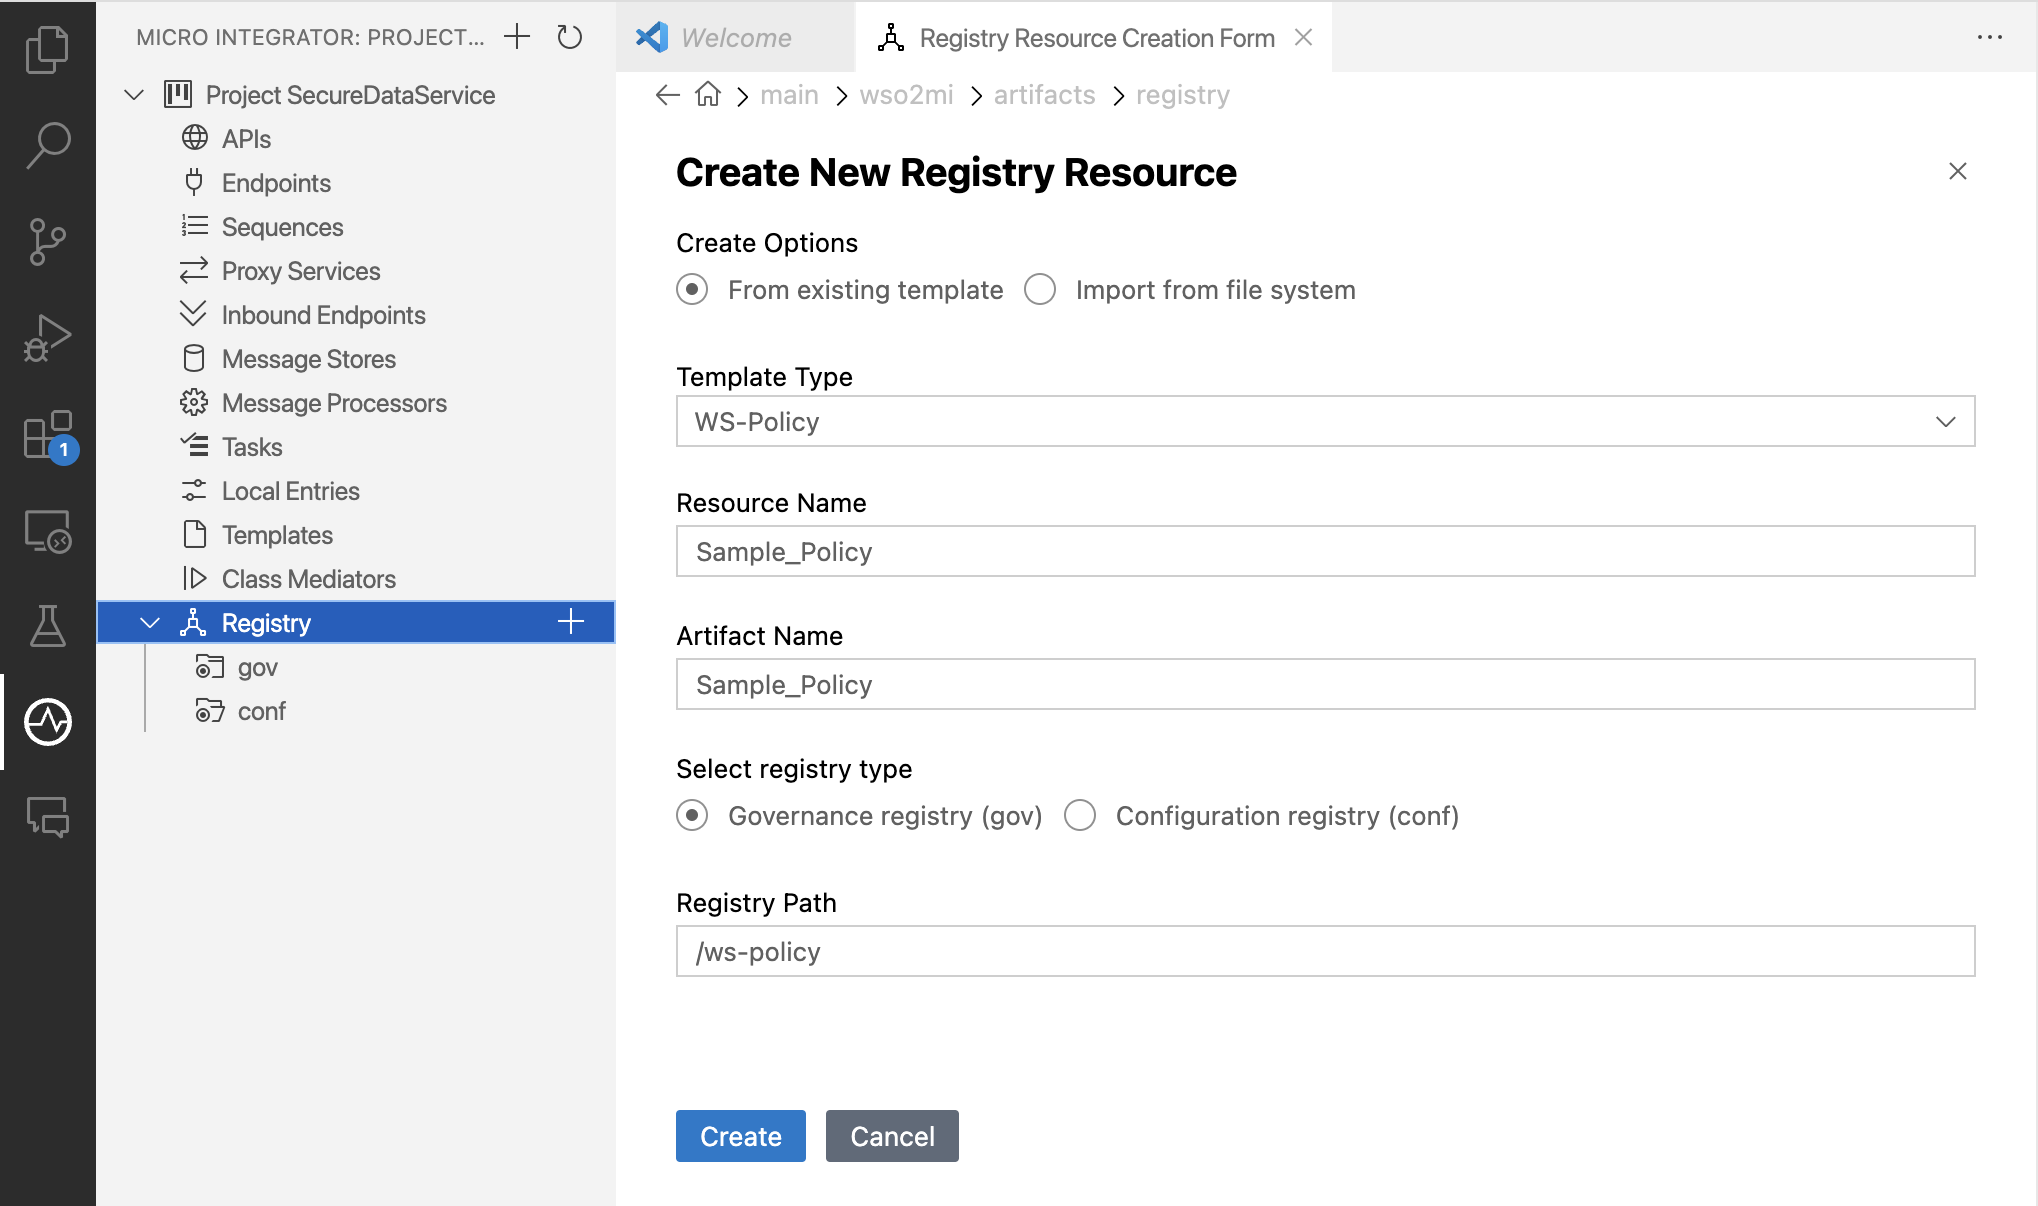 MICRO INTEGRATOR: PROJECT...
Project SecureDataService
APIs
Endpoints
Sequences
Proxy Services
Inbound Endpoints
Message Stores
Message Processors
Tasks
Local Entries
Templates
Class Mediators
Registry
gov
conf
1
Welcome
Registry Resource Creation Form
main > wso2mi > artifacts > registry
Create New Registry Resource
Create Options
From existing template Import from file system
Template Type
WS-Policy
Resource Name
Sample_Policy
Artifact Name
Sample_Policy
Select registry type
Governance registry (gov) Configuration registry (conf)
Registry Path
/ws-policy
Create Cancel